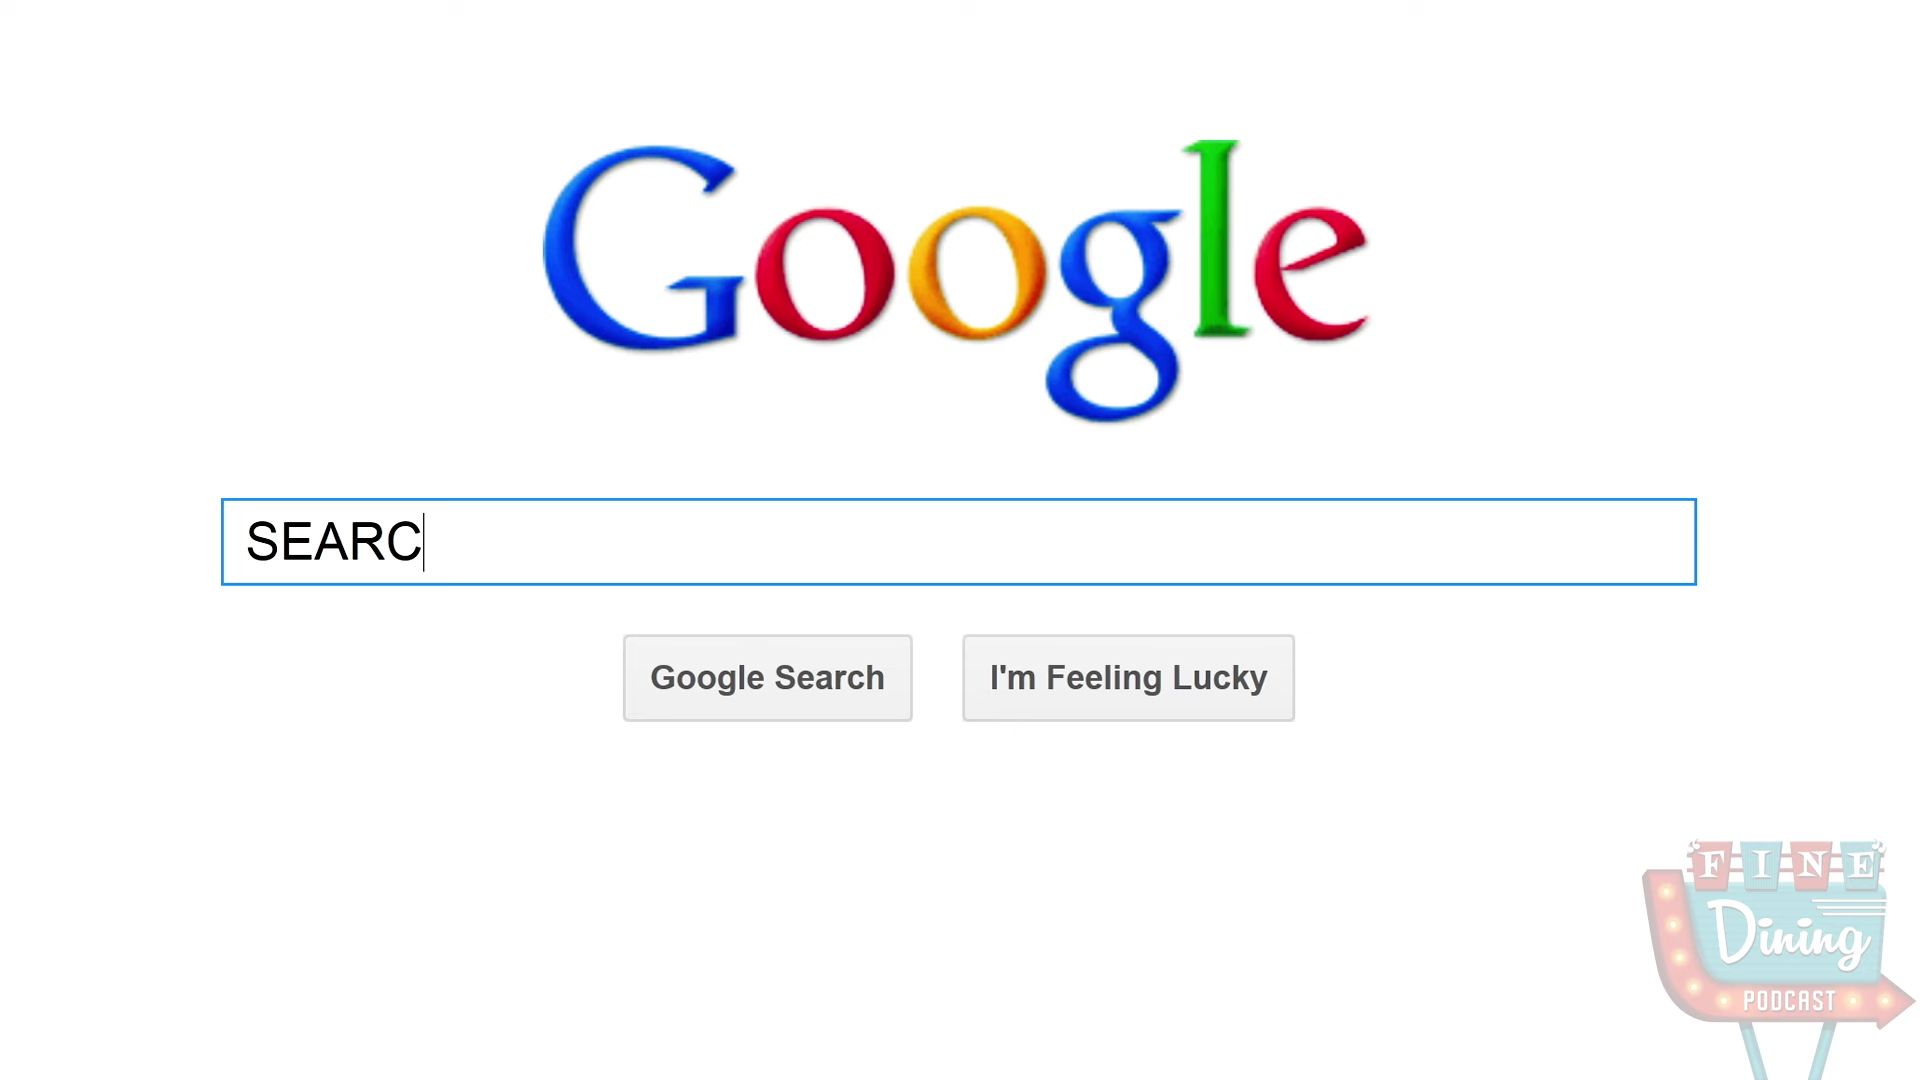 Google
SEARC
Google Search
I'm Feeling Lucky
"FINE"
Dining
PODCAST